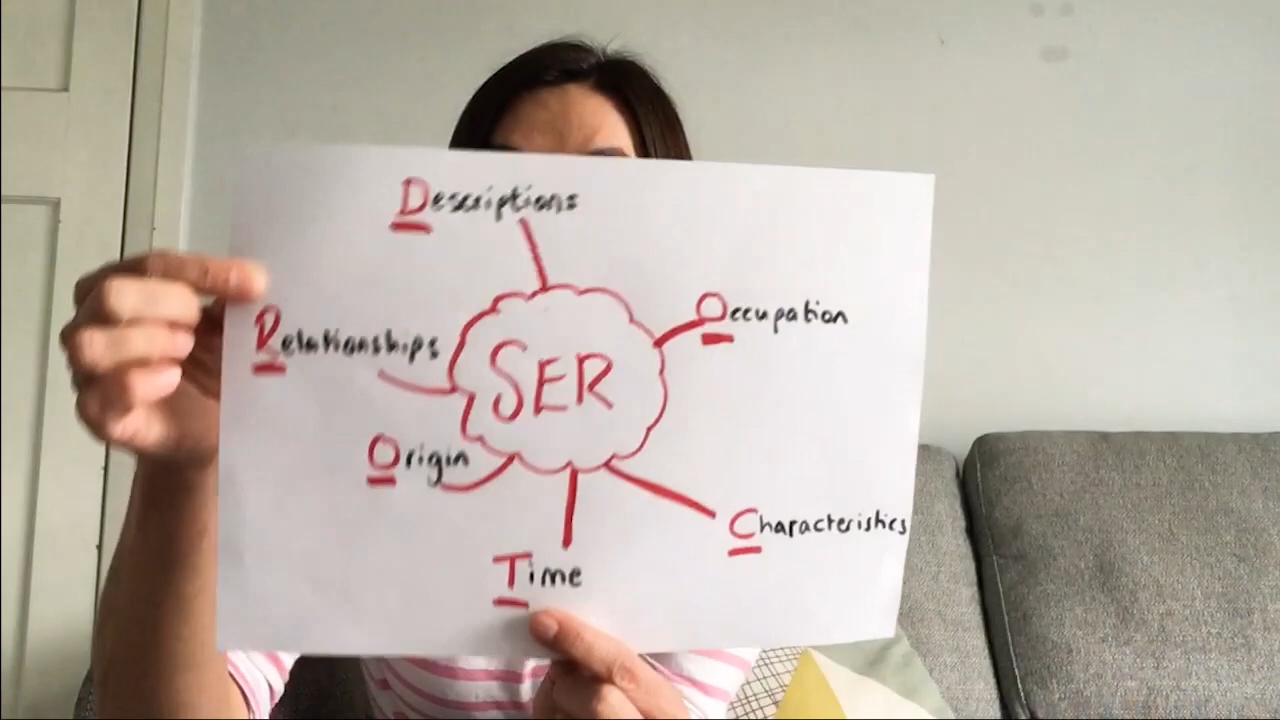 Descriptions
Occupation
Relationships
SER
Origin
Characteristics
Time